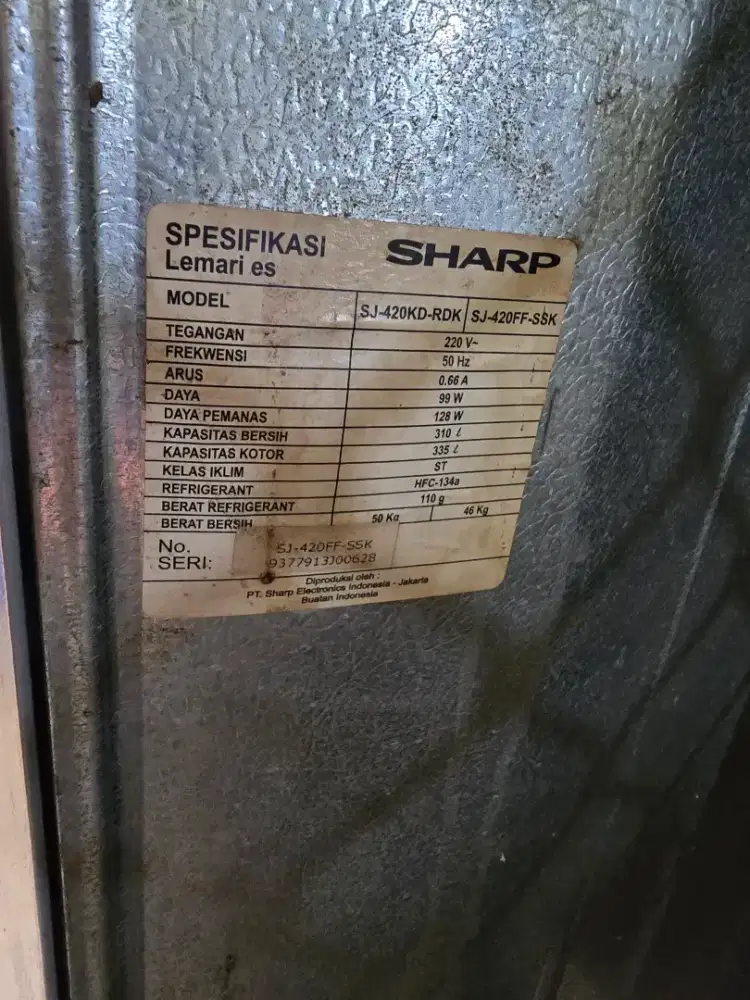 SPESIFIKASI
Lemari es
SHARP
MODEL SJ-420KD-RDK SJ-420FF-SSK
TEGANGAN 220 V~
FREKWENSI 50 Hz
ARUS 0.66 A
DAYA 99 W
DAYA PEMANAS 128 W
KAPASITAS BERSIH 310 ℓ
KAPASITAS KOTOR 335 ℓ
KELAS IKLIM ST
REFRIGERANT HFC-134a
BERAT REFRIGERANT 110 g
BERAT BERSIH 50 Kg 46 Kg
No. SJ-420FF-SSK
SERI: 9377913J00628
Diproduksi oleh :
PT. Sharp Electronics Indonesia - Jakarta
Buatan Indonesia